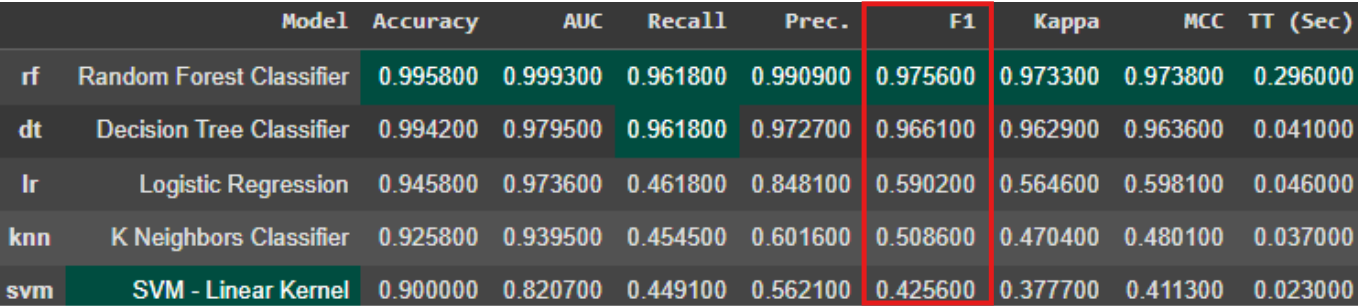 Model Accuracy AUC Recall Prec. F1 Kappa MCC TT (Sec)
rf Random Forest Classifier 0.995800 0.999300 0.961800 0.990900 0.975600 0.973300 0.973800 0.296000
dt Decision Tree Classifier 0.994200 0.979500 0.961800 0.972700 0.966100 0.962900 0.963600 0.041000
lr Logistic Regression 0.945800 0.973600 0.461800 0.848100 0.590200 0.564600 0.598100 0.046000
knn K Neighbors Classifier 0.925800 0.939500 0.454500 0.601600 0.508600 0.470400 0.480100 0.037000
svm SVM - Linear Kernel 0.900000 0.820700 0.449100 0.562100 0.425600 0.377700 0.411300 0.023000